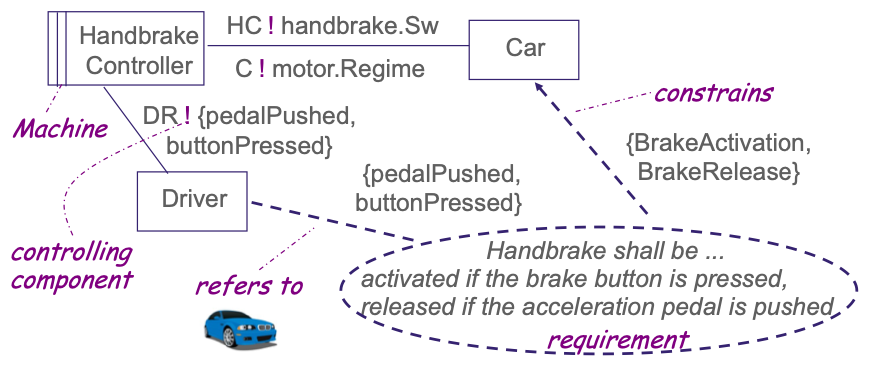 HC ! handbrake.Sw
Handbrake
Controller
Car
C ! motor.Regime
constrains
Machine
DR ! {pedalPushed,
buttonPressed}
{BrakeActivation,
BrakeRelease}
{pedalPushed,
buttonPressed}
Driver
controlling
component
refers to
Handbrake shall be ...
activated if the brake button is pressed,
released if the acceleration pedal is pushed
requirement